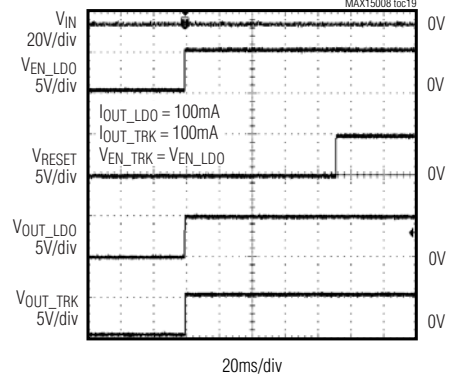 MAX15008 toc19
VIN
20V/div
0V
VEN_LDO
5V/div
0V
IOUT_LDO = 100mA
IOUT_TRK = 100mA
VEN_TRK = VEN_LDO
VRESET
5V/div
0V
VOUT_LDO
5V/div
0V
VOUT_TRK
5V/div
0V
20ms/div